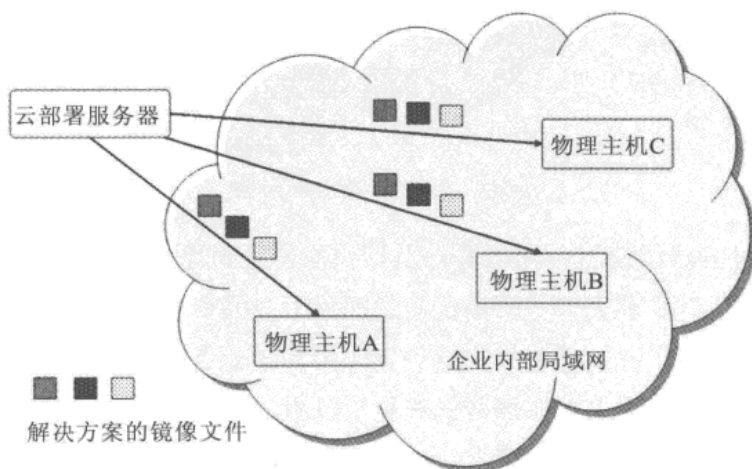 云部署服务器
物理主机C
物理主机B
物理主机A
企业内部局域网
解决方案的镜像文件